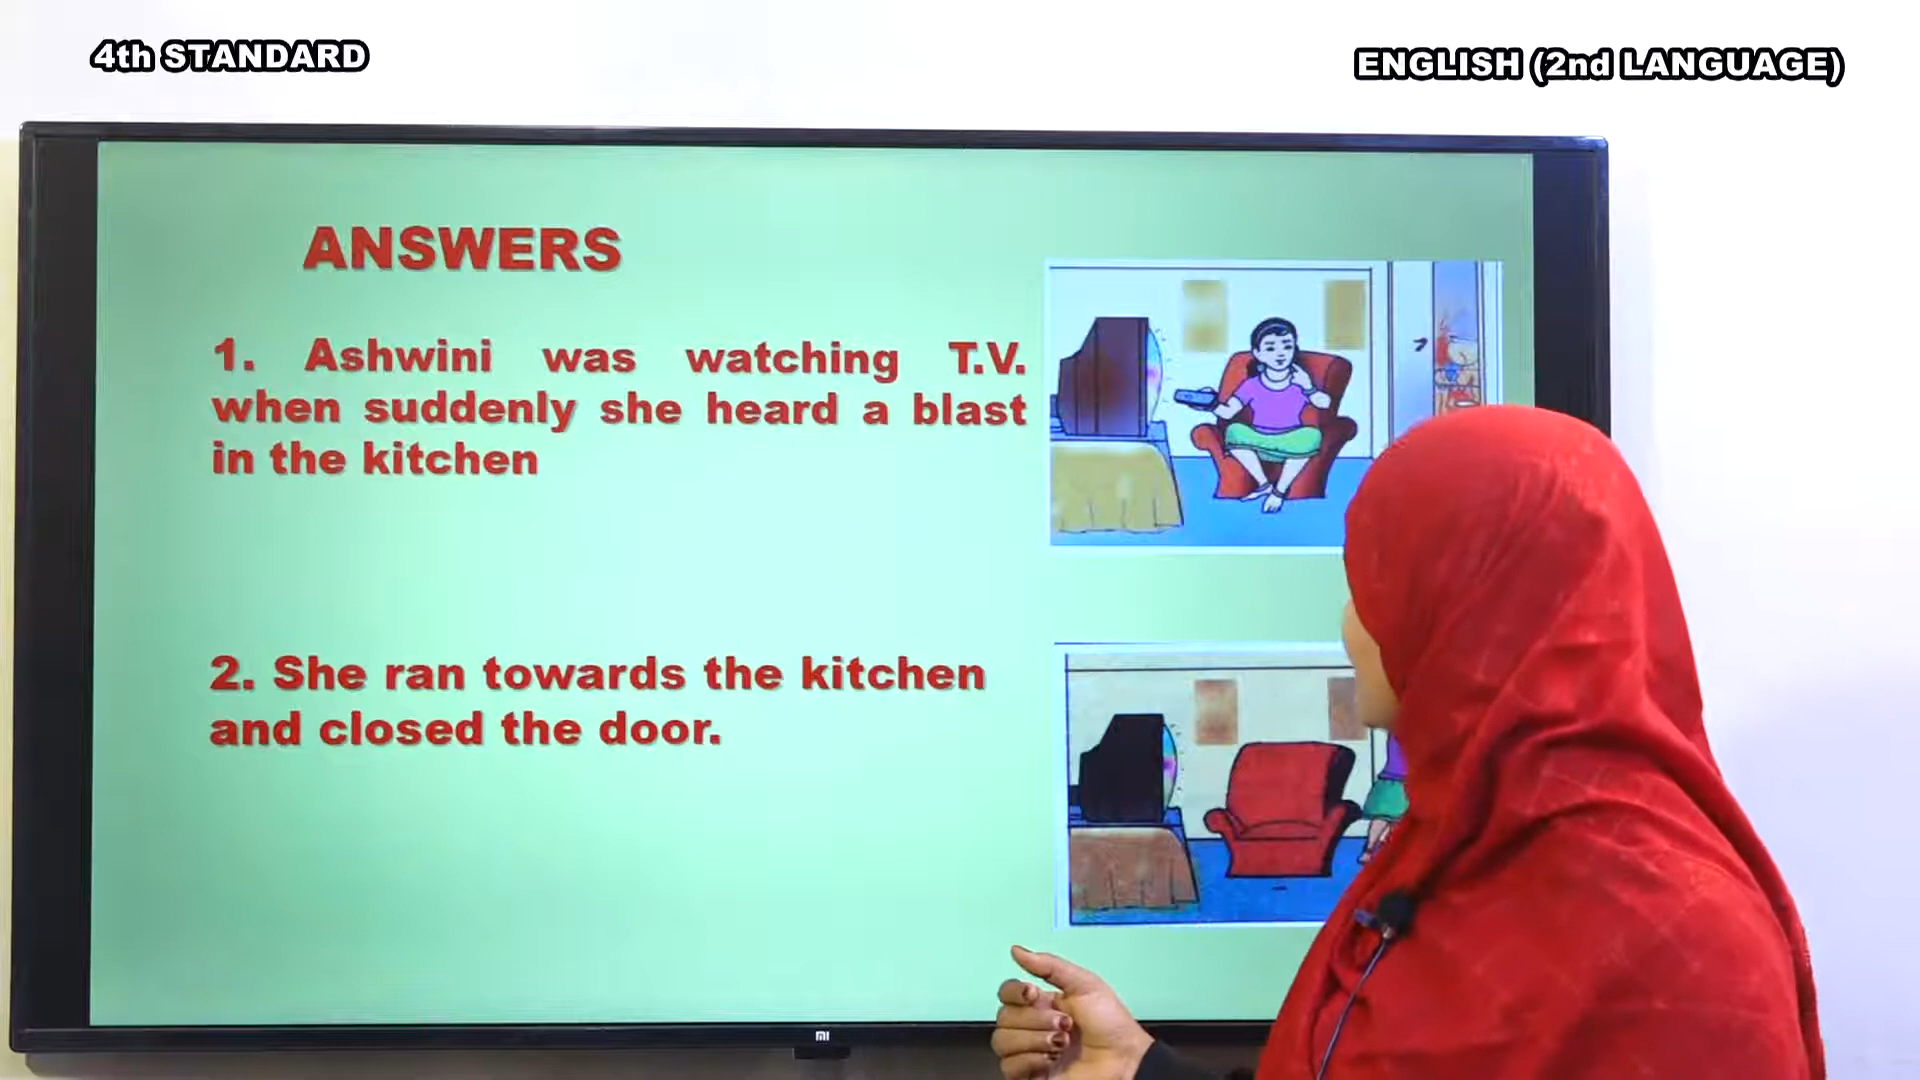 4th STANDARD
ENGLISH (2nd LANGUAGE)
ANSWERS
1. Ashwini was watching T.V.
when suddenly she heard a blast
in the kitchen
2. She ran towards the kitchen
and closed the door.
mi